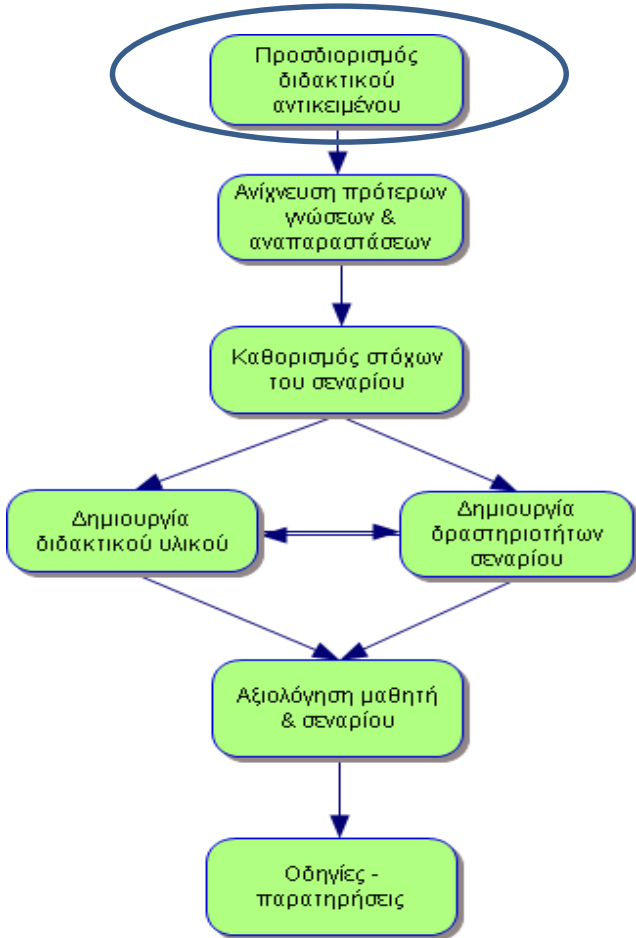 Προσδιορισμός
διδακτικού
αντικειμένου
Ανίχνευση πρότερων
γνώσεων &
αναπαραστάσεων
Καθορισμός στόχων
του σεναρίου
Δημιουργία
διδακτικού υλικού
Δημιουργία
δραστηριοτήτων
σεναρίου
Αξιολόγηση μαθητή
& σεναρίου
Οδηγίες -
παρατηρήσεις